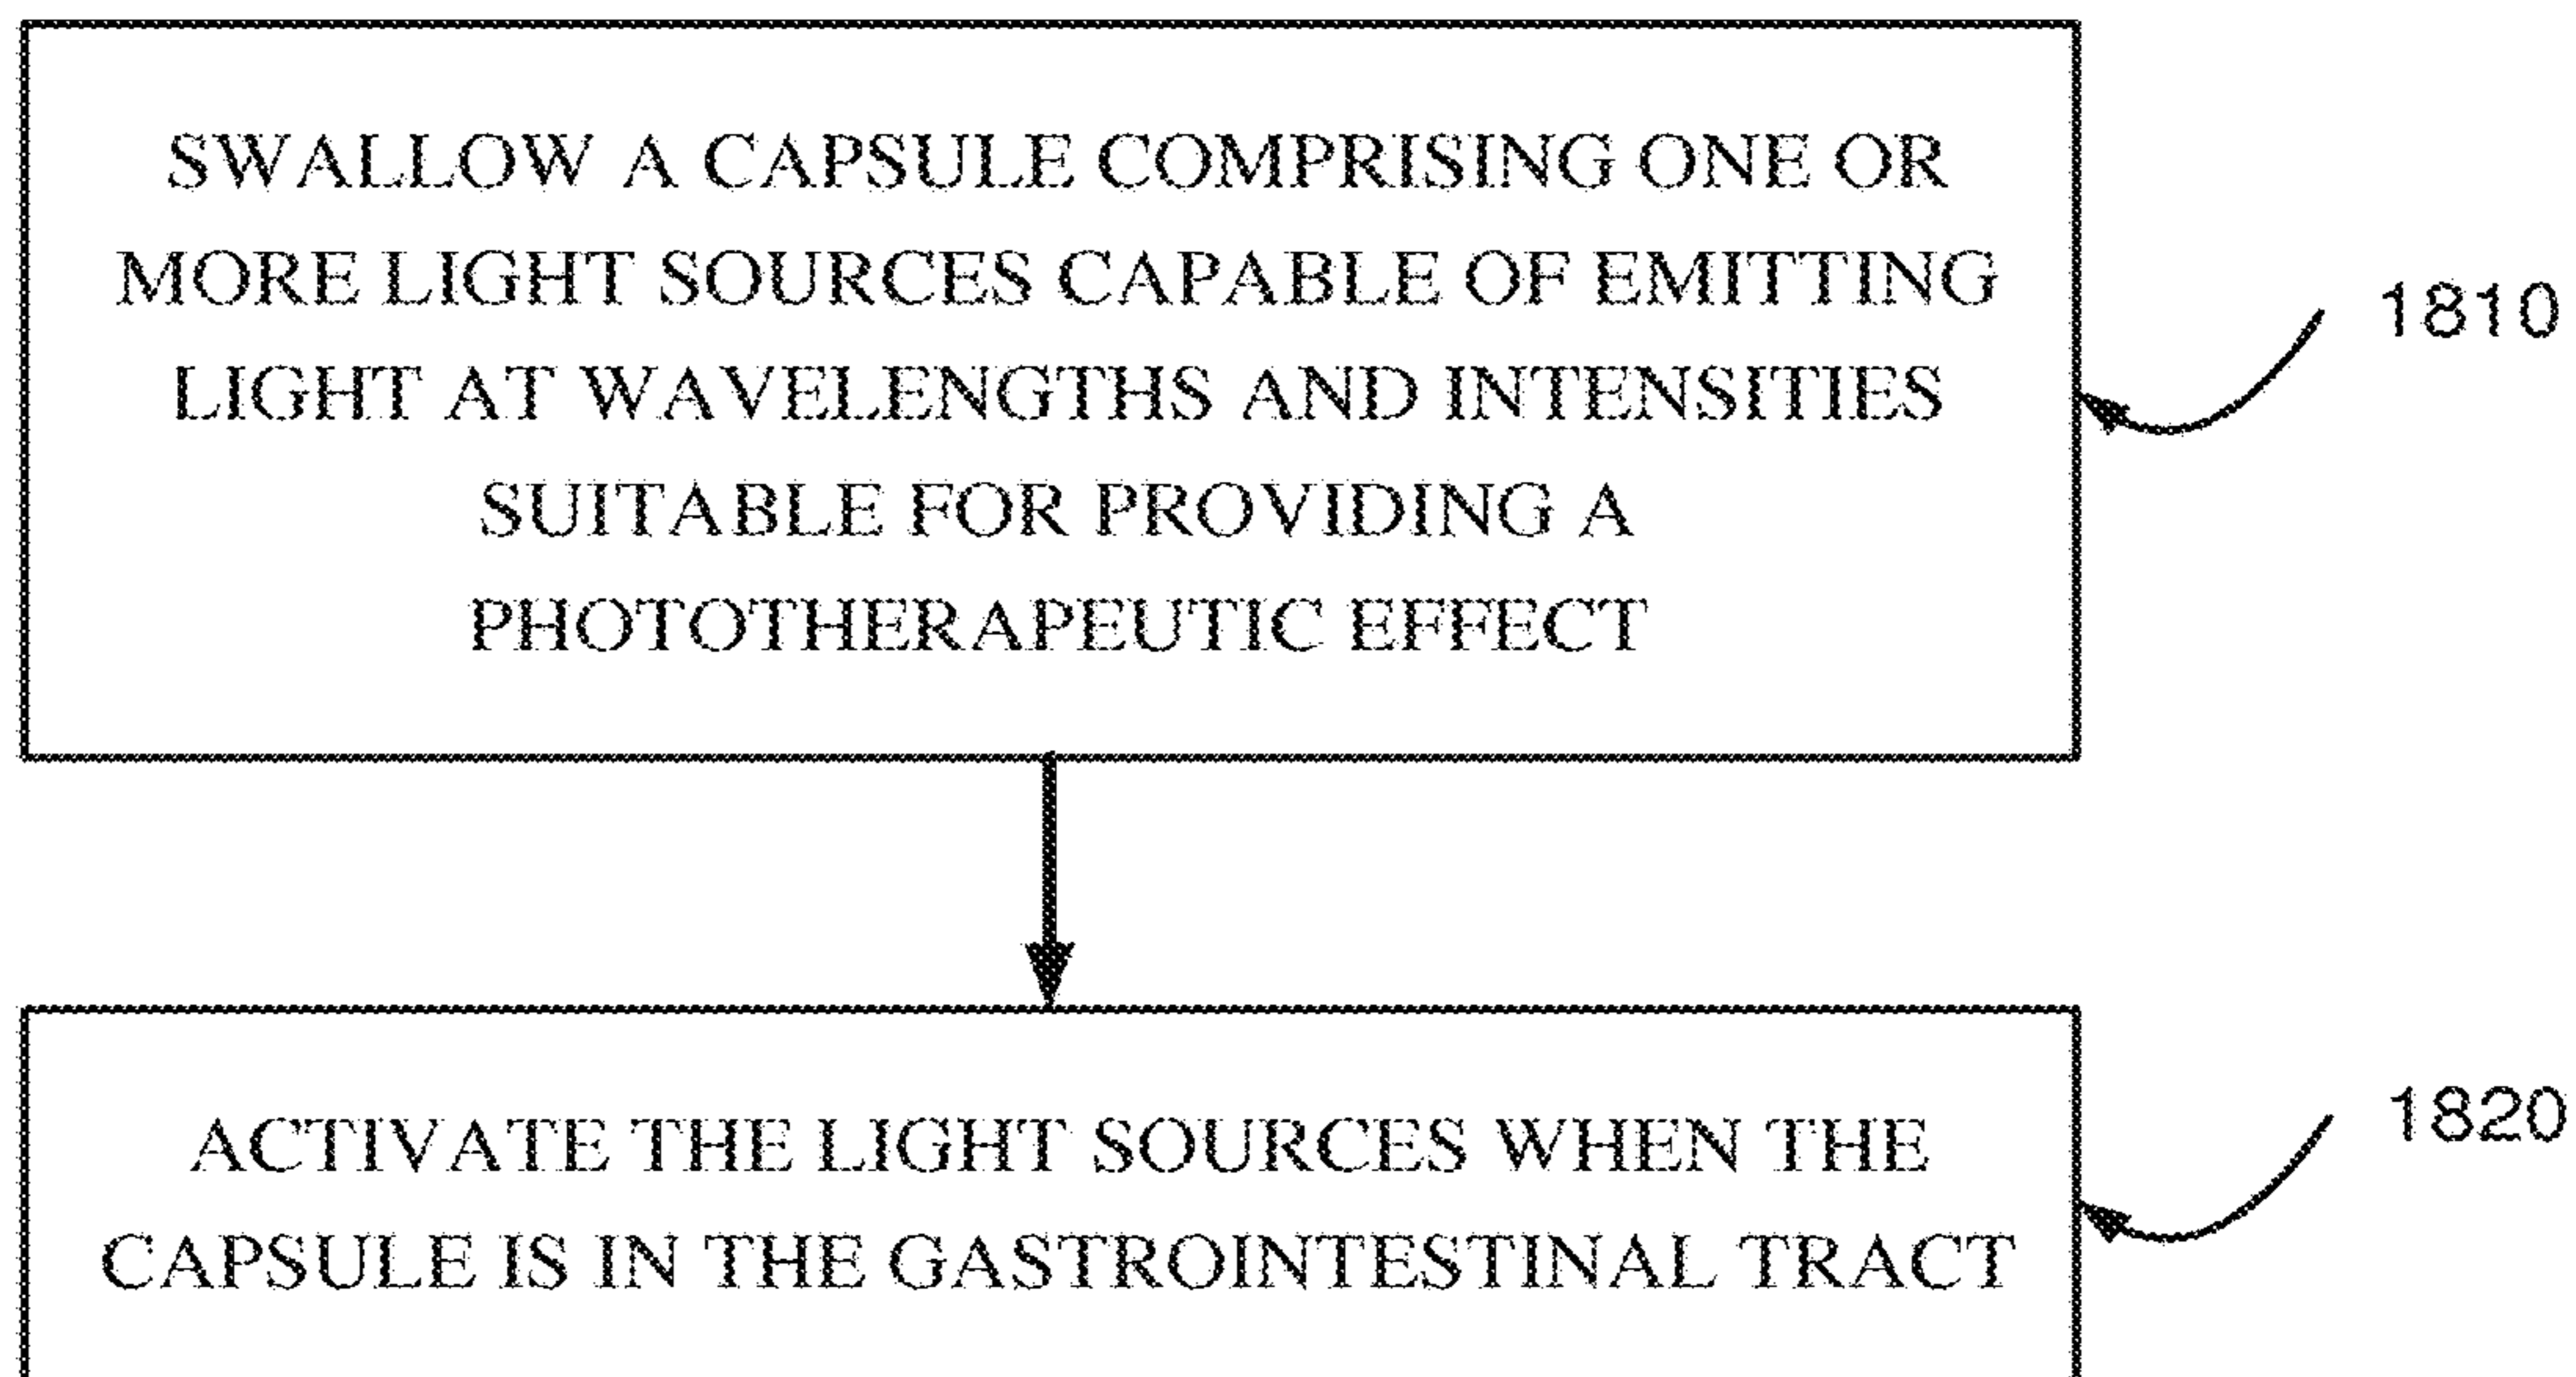 SWALLOW A CAPSULE COMPRISING ONE OR
MORE LIGHT SOURCES CAPABLE OF EMITTING
LIGHT AT WAVELENGTHS AND INTENSITIES
SUITABLE FOR PROVIDING A
PHOTOTHERAPEUTIC EFFECT
1810
ACTIVATE THE LIGHT SOURCES WHEN THE
CAPSULE IS IN THE GASTROINTESTINAL TRACT
1820